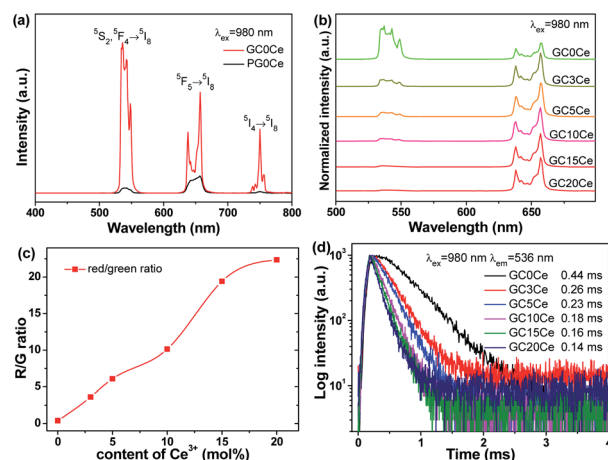 (a)
⁵S₂,⁵F₄→⁵I₈
λex=980 nm
GC0Ce
PG0Ce
⁵F₅→⁵I₈
⁵I₄→⁵I₈
Intensity (a.u.)
400 500 600 700 800
Wavelength (nm)
(b)
λex=980 nm
GC0Ce
GC3Ce
GC5Ce
GC10Ce
GC15Ce
GC20Ce
Normalized intensity (a.u.)
500 550 600 650
Wavelength (nm)
(c)
red/green ratio
R/G ratio
25
20
15
10
5
0
0 5 10 15 20
content of Ce³⁺ (mol%)
(d)
λex=980 nm λem=536 nm
GC0Ce 0.44 ms
GC3Ce 0.26 ms
GC5Ce 0.23 ms
GC10Ce 0.18 ms
GC15Ce 0.16 ms
GC20Ce 0.14 ms
Log intensity (a.u.)
10³
10²
10¹
0 1 2 3 4
Time (ms)